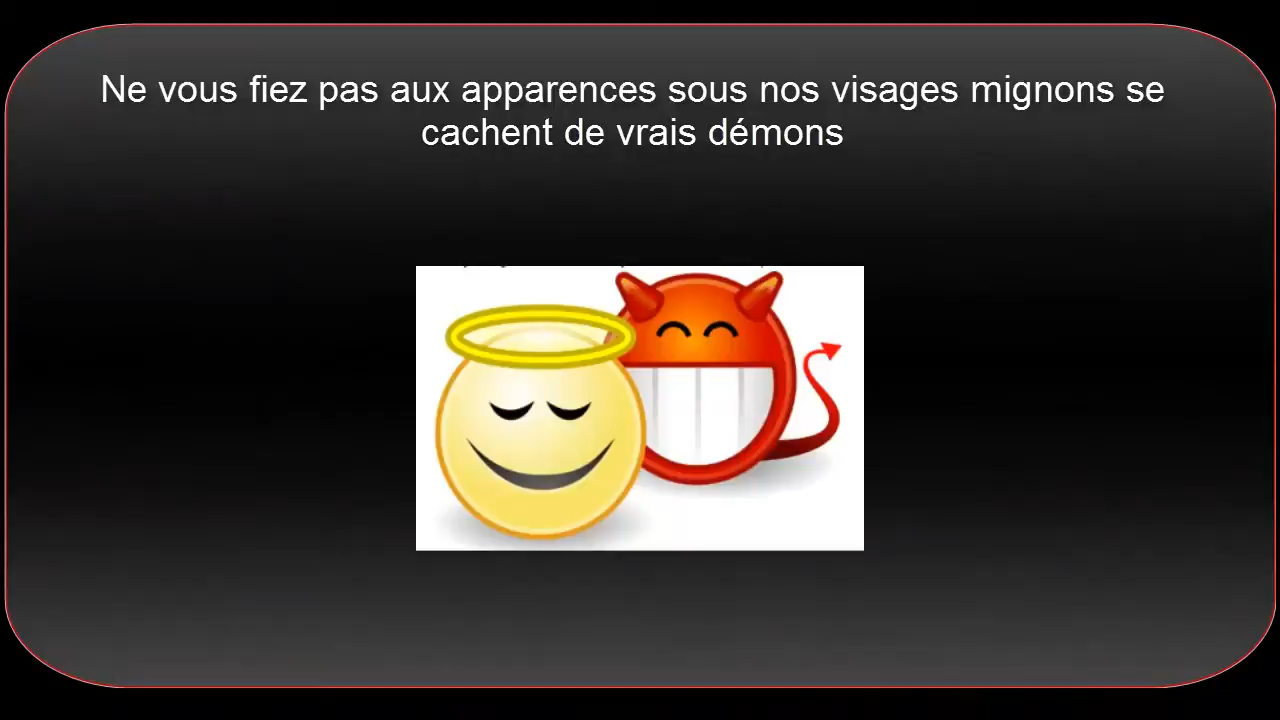 Ne vous fiez pas aux apparences sous nos visages mignons se
cachent de vrais démons